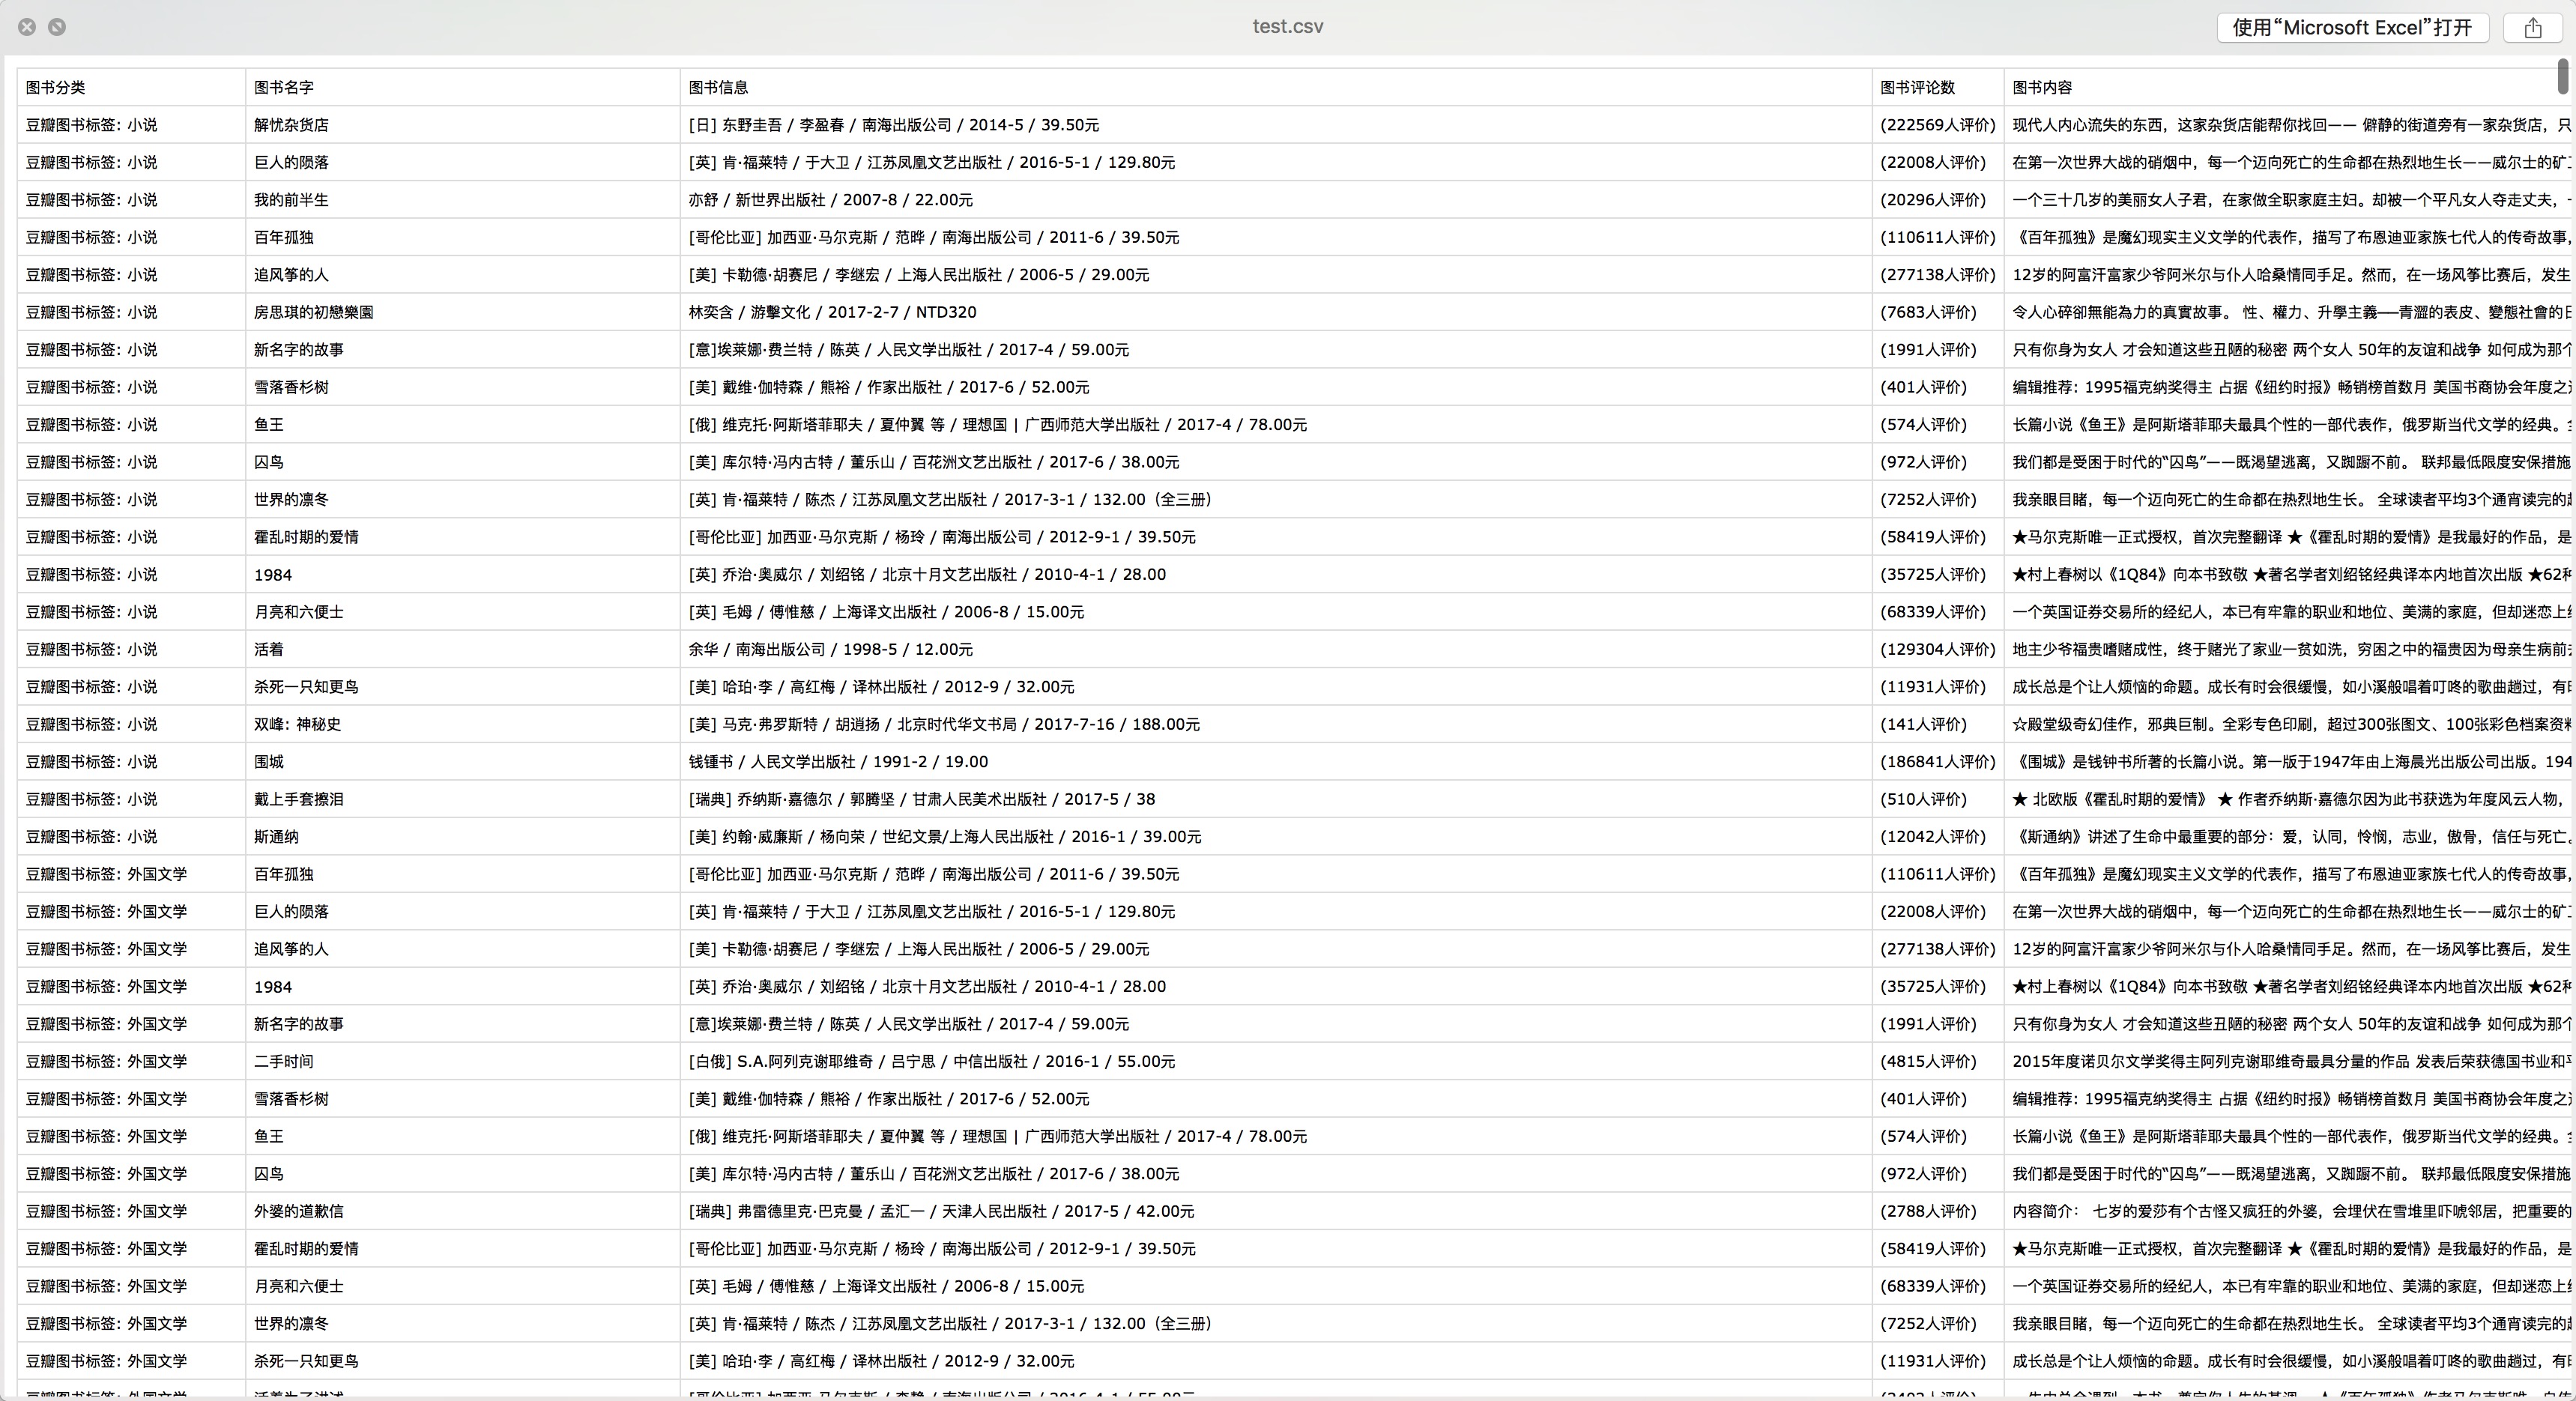 test.csv
使用“Microsoft Excel”打开
图书分类 图书名字 图书信息 图书评论数 图书内容
豆瓣图书标签: 小说 解忧杂货店 [日] 东野圭吾 / 李盈春 / 南海出版公司 / 2014-5 / 39.50元 (222569人评价) 现代人内心流失的东西，这家杂货店能帮你找回—— 僻静的街道旁有一家杂货店，只
豆瓣图书标签: 小说 巨人的陨落 [英] 肯·福莱特 / 于大卫 / 江苏凤凰文艺出版社 / 2016-5-1 / 129.80元 (22008人评价) 在第一次世界大战的硝烟中，每一个迈向死亡的生命都在热烈地生长——威尔士的矿
豆瓣图书标签: 小说 我的前半生 亦舒 / 新世界出版社 / 2007-8 / 22.00元 (20296人评价) 一个三十几岁的美丽女人子君，在家做全职家庭主妇。却被一个平凡女人夺走丈夫，
豆瓣图书标签: 小说 百年孤独 [哥伦比亚] 加西亚·马尔克斯 / 范晔 / 南海出版公司 / 2011-6 / 39.50元 (110611人评价) 《百年孤独》是魔幻现实主义文学的代表作，描写了布恩迪亚家族七代人的传奇故事，
豆瓣图书标签: 小说 追风筝的人 [美] 卡勒德·胡赛尼 / 李继宏 / 上海人民出版社 / 2006-5 / 29.00元 (277138人评价) 12岁的阿富汗富家少爷阿米尔与仆人哈桑情同手足。然而，在一场风筝比赛后，发生
豆瓣图书标签: 小说 房思琪的初戀樂園 林奕含 / 游擊文化 / 2017-2-7 / NTD320 (7683人评价) 令人心碎卻無能為力的真實故事。 性、權力、升學主義──青澀的表皮、變態社會的
豆瓣图书标签: 小说 新名字的故事 [意]埃莱娜·费兰特 / 陈英 / 人民文学出版社 / 2017-4 / 59.00元 (1991人评价) 只有你身为女人 才会知道这些丑陋的秘密 两个女人 50年的友谊和战争 如何成为那个
豆瓣图书标签: 小说 雪落香杉树 [美] 戴维·伽特森 / 熊裕 / 作家出版社 / 2017-6 / 52.00元 (401人评价) 编辑推荐: 1995福克纳奖得主 占据《纽约时报》畅销榜首数月 美国书商协会年度之
豆瓣图书标签: 小说 鱼王 [俄] 维克托·阿斯塔菲耶夫 / 夏仲翼 等 / 理想国 | 广西师范大学出版社 / 2017-4 / 78.00元 (574人评价) 长篇小说《鱼王》是阿斯塔菲耶夫最具个性的一部代表作，俄罗斯当代文学的经典。
豆瓣图书标签: 小说 囚鸟 [美] 库尔特·冯内古特 / 董乐山 / 百花洲文艺出版社 / 2017-6 / 38.00元 (972人评价) 我们都是受困于时代的“囚鸟”——既渴望逃离，又踟蹰不前。 联邦最低限度安保措施
豆瓣图书标签: 小说 世界的凛冬 [英] 肯·福莱特 / 陈杰 / 江苏凤凰文艺出版社 / 2017-3-1 / 132.00（全三册） (7252人评价) 我亲眼目睹，每一个迈向死亡的生命都在热烈地生长。 全球读者平均3个通宵读完的
豆瓣图书标签: 小说 霍乱时期的爱情 [哥伦比亚] 加西亚·马尔克斯 / 杨玲 / 南海出版公司 / 2012-9-1 / 39.50元 (58419人评价) ★马尔克斯唯一正式授权，首次完整翻译 ★《霍乱时期的爱情》是我最好的作品，是
豆瓣图书标签: 小说 1984 [英] 乔治·奥威尔 / 刘绍铭 / 北京十月文艺出版社 / 2010-4-1 / 28.00 (35725人评价) ★村上春树以《1Q84》向本书致敬 ★著名学者刘绍铭经典译本内地首次出版 ★62种
豆瓣图书标签: 小说 月亮和六便士 [英] 毛姆 / 傅惟慈 / 上海译文出版社 / 2006-8 / 15.00元 (68339人评价) 一个英国证券交易所的经纪人，本已有牢靠的职业和地位、美满的家庭，但却迷恋上
豆瓣图书标签: 小说 活着 余华 / 南海出版公司 / 1998-5 / 12.00元 (129304人评价) 地主少爷福贵嗜赌成性，终于赌光了家业一贫如洗，穷困之中的福贵因为母亲生病前
豆瓣图书标签: 小说 杀死一只知更鸟 [美] 哈珀·李 / 高红梅 / 译林出版社 / 2012-9 / 32.00元 (11931人评价) 成长总是个让人烦恼的命题。成长有时会很缓慢，如小溪般唱着叮咚的歌曲趟过，有
豆瓣图书标签: 小说 双峰: 神秘史 [美] 马克·弗罗斯特 / 胡逍扬 / 北京时代华文书局 / 2017-7-16 / 188.00元 (141人评价) ☆殿堂级奇幻佳作，邪典巨制。全彩专色印刷，超过300张图文、100张彩色档案资料
豆瓣图书标签: 小说 围城 钱锺书 / 人民文学出版社 / 1991-2 / 19.00 (186841人评价) 《围城》是钱钟书所著的长篇小说。第一版于1947年由上海晨光出版公司出版。194
豆瓣图书标签: 小说 戴上手套擦泪 [瑞典] 乔纳斯·嘉德尔 / 郭腾坚 / 甘肃人民美术出版社 / 2017-5 / 38 (510人评价) ★ 北欧版《霍乱时期的爱情》 ★ 作者乔纳斯·嘉德尔因为此书获选为年度风云人物，
豆瓣图书标签: 小说 斯通纳 [美] 约翰·威廉斯 / 杨向荣 / 世纪文景/上海人民出版社 / 2016-1 / 39.00元 (12042人评价) 《斯通纳》讲述了生命中最重要的部分：爱，认同，怜悯，志业，傲骨，信任与死亡。
豆瓣图书标签: 外国文学 百年孤独 [哥伦比亚] 加西亚·马尔克斯 / 范晔 / 南海出版公司 / 2011-6 / 39.50元 (110611人评价) 《百年孤独》是魔幻现实主义文学的代表作，描写了布恩迪亚家族七代人的传奇故事，
豆瓣图书标签: 外国文学 巨人的陨落 [英] 肯·福莱特 / 于大卫 / 江苏凤凰文艺出版社 / 2016-5-1 / 129.80元 (22008人评价) 在第一次世界大战的硝烟中，每一个迈向死亡的生命都在热烈地生长——威尔士的矿
豆瓣图书标签: 外国文学 追风筝的人 [美] 卡勒德·胡赛尼 / 李继宏 / 上海人民出版社 / 2006-5 / 29.00元 (277138人评价) 12岁的阿富汗富家少爷阿米尔与仆人哈桑情同手足。然而，在一场风筝比赛后，发生
豆瓣图书标签: 外国文学 1984 [英] 乔治·奥威尔 / 刘绍铭 / 北京十月文艺出版社 / 2010-4-1 / 28.00 (35725人评价) ★村上春树以《1Q84》向本书致敬 ★著名学者刘绍铭经典译本内地首次出版 ★62种
豆瓣图书标签: 外国文学 新名字的故事 [意]埃莱娜·费兰特 / 陈英 / 人民文学出版社 / 2017-4 / 59.00元 (1991人评价) 只有你身为女人 才会知道这些丑陋的秘密 两个女人 50年的友谊和战争 如何成为那个
豆瓣图书标签: 外国文学 二手时间 [白俄] S.A.阿列克谢耶维奇 / 吕宁思 / 中信出版社 / 2016-1 / 55.00元 (4815人评价) 2015年度诺贝尔文学奖得主阿列克谢耶维奇最具分量的作品 发表后荣获德国书业和平
豆瓣图书标签: 外国文学 雪落香杉树 [美] 戴维·伽特森 / 熊裕 / 作家出版社 / 2017-6 / 52.00元 (401人评价) 编辑推荐: 1995福克纳奖得主 占据《纽约时报》畅销榜首数月 美国书商协会年度之
豆瓣图书标签: 外国文学 鱼王 [俄] 维克托·阿斯塔菲耶夫 / 夏仲翼 等 / 理想国 | 广西师范大学出版社 / 2017-4 / 78.00元 (574人评价) 长篇小说《鱼王》是阿斯塔菲耶夫最具个性的一部代表作，俄罗斯当代文学的经典。
豆瓣图书标签: 外国文学 囚鸟 [美] 库尔特·冯内古特 / 董乐山 / 百花洲文艺出版社 / 2017-6 / 38.00元 (972人评价) 我们都是受困于时代的“囚鸟”——既渴望逃离，又踟蹰不前。 联邦最低限度安保措施
豆瓣图书标签: 外国文学 外婆的道歉信 [瑞典] 弗雷德里克·巴克曼 / 孟汇一 / 天津人民出版社 / 2017-5 / 42.00元 (2788人评价) 内容简介： 七岁的爱莎有个古怪又疯狂的外婆，会埋伏在雪堆里吓唬邻居，把重要的
豆瓣图书标签: 外国文学 霍乱时期的爱情 [哥伦比亚] 加西亚·马尔克斯 / 杨玲 / 南海出版公司 / 2012-9-1 / 39.50元 (58419人评价) ★马尔克斯唯一正式授权，首次完整翻译 ★《霍乱时期的爱情》是我最好的作品，是
豆瓣图书标签: 外国文学 月亮和六便士 [英] 毛姆 / 傅惟慈 / 上海译文出版社 / 2006-8 / 15.00元 (68339人评价) 一个英国证券交易所的经纪人，本已有牢靠的职业和地位、美满的家庭，但却迷恋上
豆瓣图书标签: 外国文学 世界的凛冬 [英] 肯·福莱特 / 陈杰 / 江苏凤凰文艺出版社 / 2017-3-1 / 132.00（全三册） (7252人评价) 我亲眼目睹，每一个迈向死亡的生命都在热烈地生长。 全球读者平均3个通宵读完的
豆瓣图书标签: 外国文学 杀死一只知更鸟 [美] 哈珀·李 / 高红梅 / 译林出版社 / 2012-9 / 32.00元 (11931人评价) 成长总是个让人烦恼的命题。成长有时会很缓慢，如小溪般唱着叮咚的歌曲趟过，有